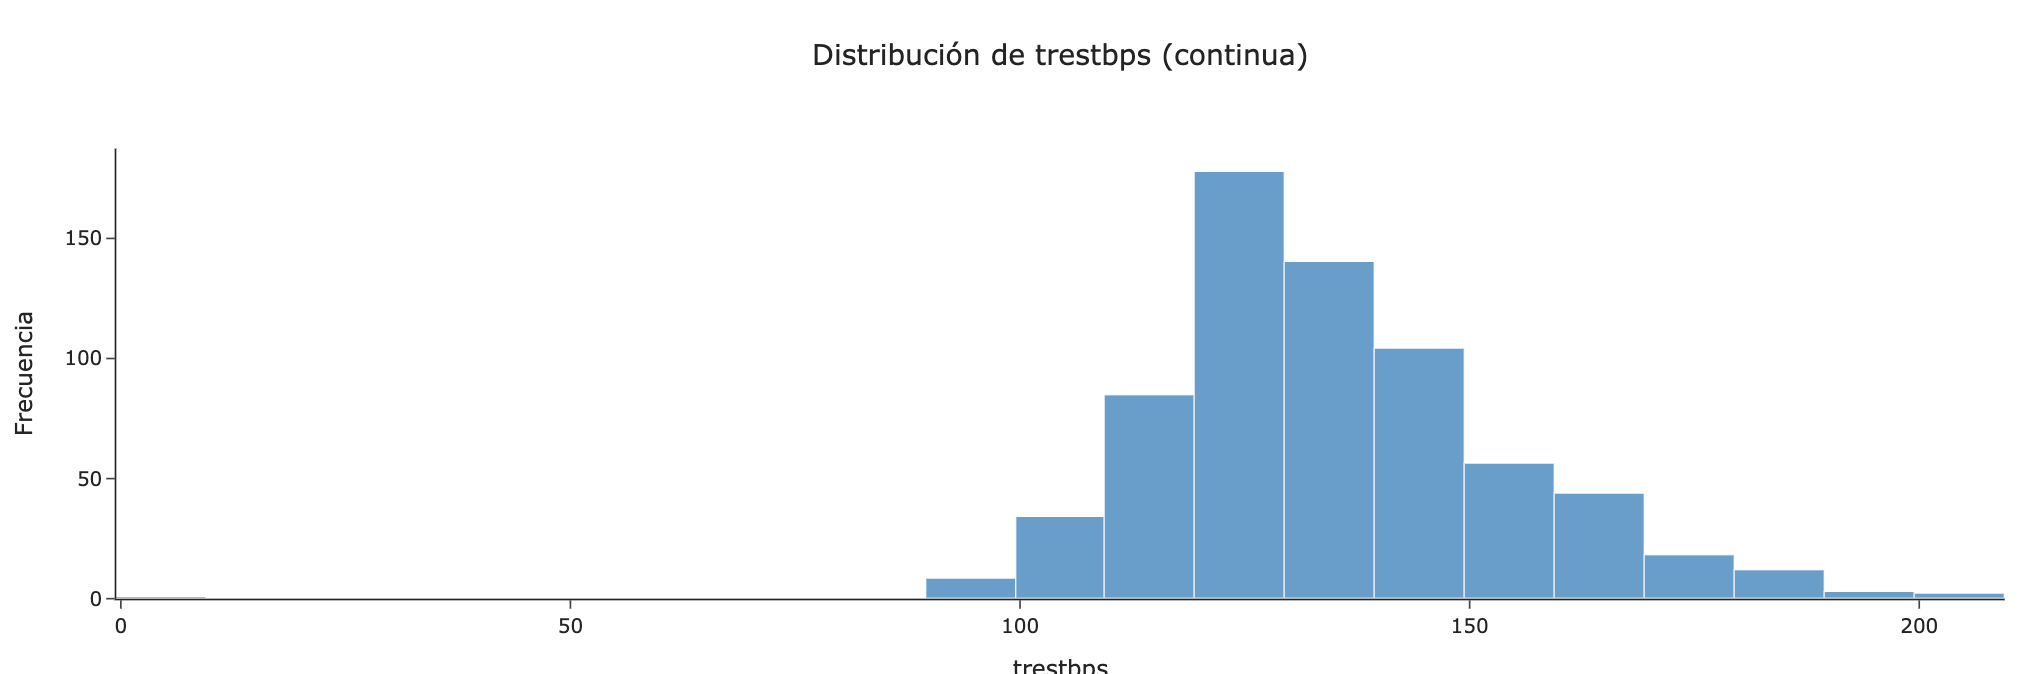 Distribución de trestbps (continua)
150
100
50
0
Frecuencia
0 50 100 150 200
trestbps